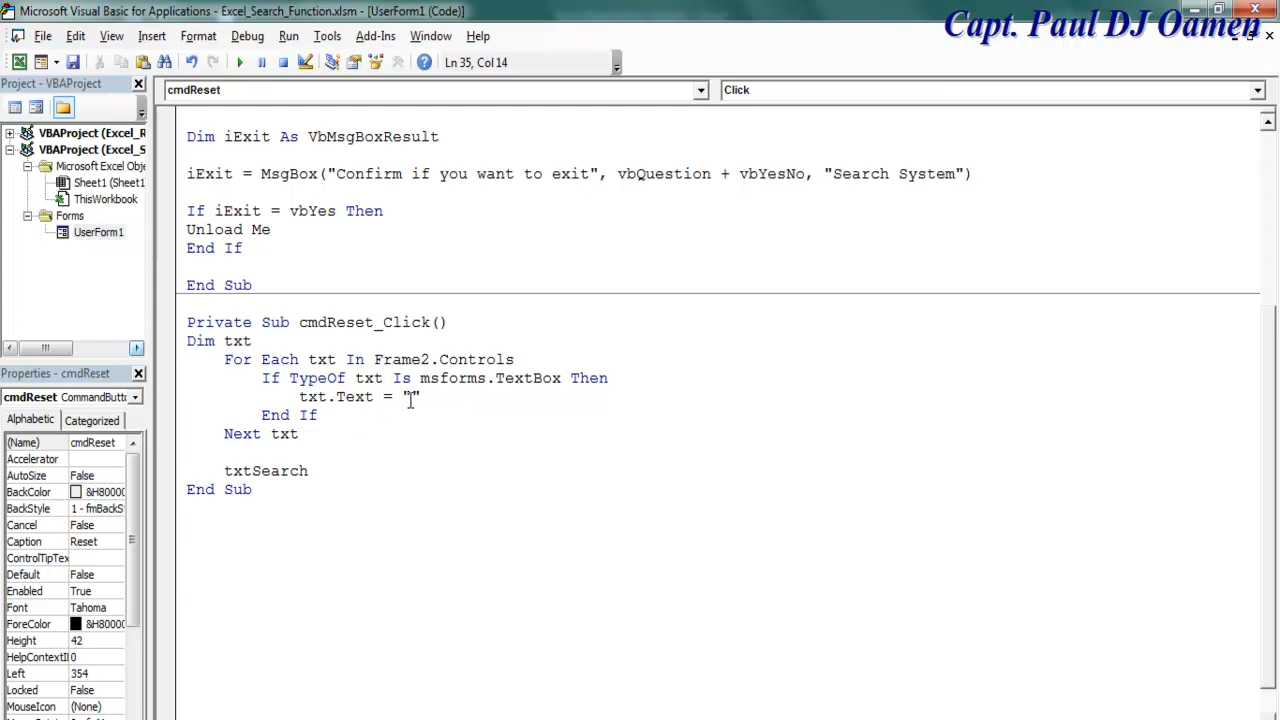 Microsoft Visual Basic for Applications - Excel_Search_Function.xlsm - [UserForm1 (Code)]
Capt. Paul DJ Oamen
File Edit View Insert Format Debug Run Tools Add-Ins Window Help
Ln 35, Col 14
Project - VBAProject
cmdReset Click
VBAProject (Excel_R
VBAProject (Excel_S
Microsoft Excel Obje
Sheet1 (Sheet1
ThisWorkbook
Forms
UserForm1
Dim iExit As VbMsgBoxResult
iExit = MsgBox("Confirm if you want to exit", vbQuestion + vbYesNo, "Search System")
If iExit = vbYes Then
Unload Me
End If
End Sub
Private Sub cmdReset_Click()
Dim txt
For Each txt In Frame2.Controls
If TypeOf txt Is msforms.TextBox Then
txt.Text = ""
End If
Next txt
txtSearch
End Sub
Properties - cmdReset
cmdReset CommandButto
Alphabetic Categorized
(Name) cmdReset
Accelerator
AutoSize False
BackColor &H80000
BackStyle 1 - fmBackS
Cancel False
Caption Reset
ControlTipTex
Default False
Enabled True
Font Tahoma
ForeColor &H80000
Height 42
HelpContextI 0
Left 354
Locked False
MouseIcon (None)